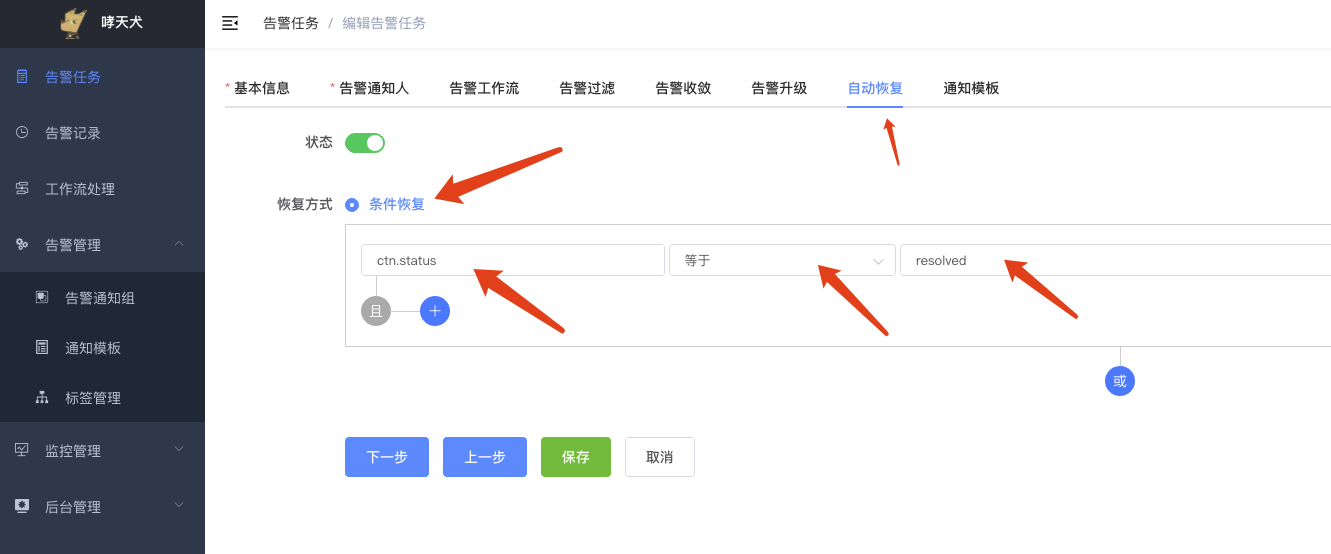 哮天犬
告警任务
告警记录
工作流处理
告警管理
告警通知组
通知模板
标签管理
监控管理
后台管理
告警任务 / 编辑告警任务
* 基本信息 * 告警通知人 告警工作流 告警过滤 告警收敛 告警升级 自动恢复 通知模板
状态
恢复方式 条件恢复
ctn.status 等于 resolved
且 +
或
下一步 上一步 保存 取消